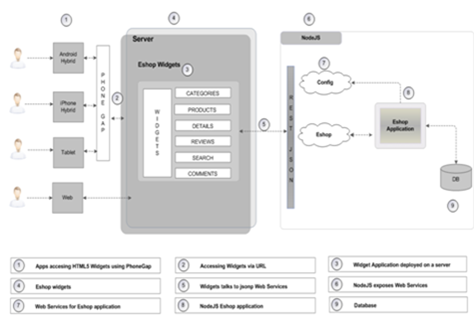 1
4
6
Server
NodeJS
Android
Hybrid
Eshop Widgets
3
7
PHONE GAP
WIDGETS
CATEGORIES
Config
2
PRODUCTS
8
iPhone
Hybrid
DETAILS
5
REST JSON
Eshop
Application
REVIEWS
Eshop
Tablet
SEARCH
COMMENTS
DB
Web
9
1 Apps accesing HTML5 Widgets using PhoneGap
2 Accessing Widgets via URL
3 Widget Application deployed on a server
4 Eshop widgets
5 Widgets talks to jsonp Web Services
6 NodeJS exposes Web Services
7 Web Services for Eshop application
8 NodeJS Eshop application
9 Database